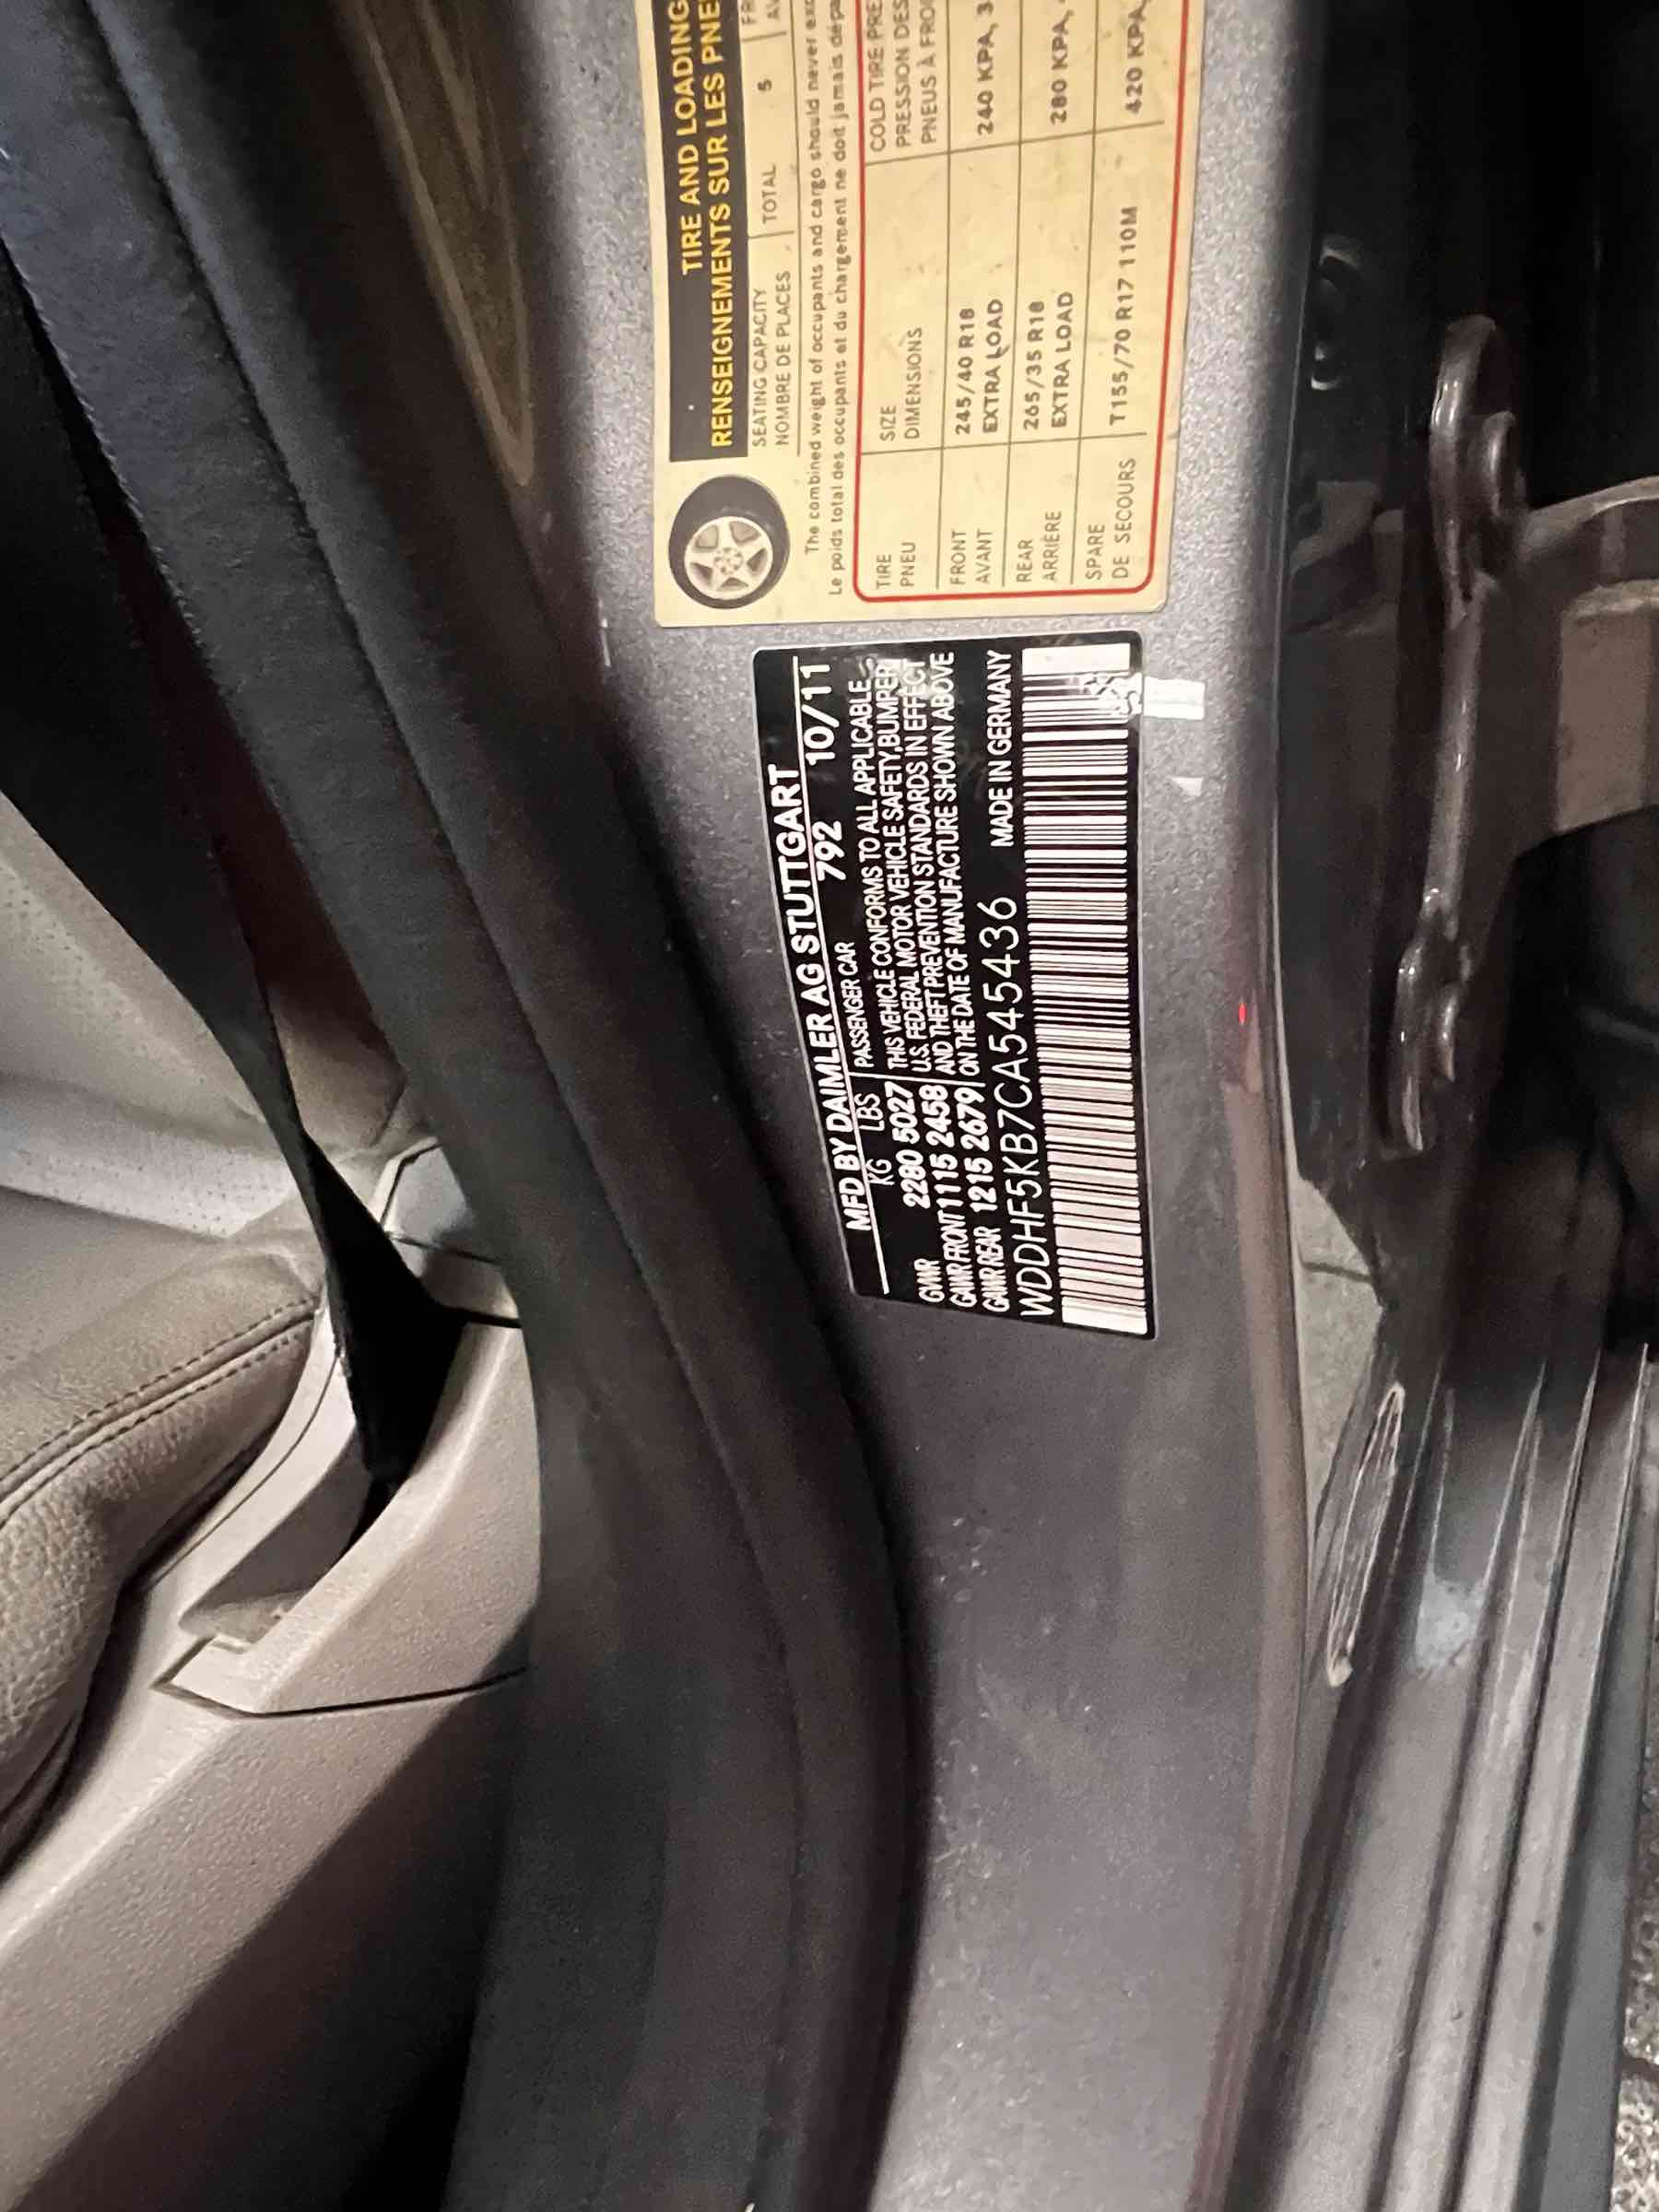 TIRE AND LOADING
RENSEIGNEMENTS SUR LES PNE
SEATING CAPACITY
NOMBRE DE PLACES
TOTAL 5
The combined weight of occupants and cargo should never exc
Le poids total des occupants et du chargement ne doit jamais dépa
TIRE SIZE COLD TIRE PRE
PNEU DIMENSIONS PRESSION DES
PNEUS À FRO
FRONT 245/40 R18 240 KPA, 3
AVANT EXTRA LOAD
REAR 265/35 R18 280 KPA,
ARRIÈRE EXTRA LOAD
SPARE T155/70 R17 110M 420 KPA,
DE SECOURS
MFD BY DAIMLER AG STUTTGART
KG LBS PASSENGER CAR 792 10/11
GVWR 2280 5027 THIS VEHICLE CONFORMS TO ALL APPLICABLE
GAWR FRONT 1115 2458 U.S. FEDERAL MOTOR VEHICLE SAFETY, BUMPER,
GAWR REAR 1215 2679 AND THEFT PREVENTION STANDARDS IN EFFECT
ON THE DATE OF MANUFACTURE SHOWN ABOVE
WDDHF5KB7CA545436 MADE IN GERMANY